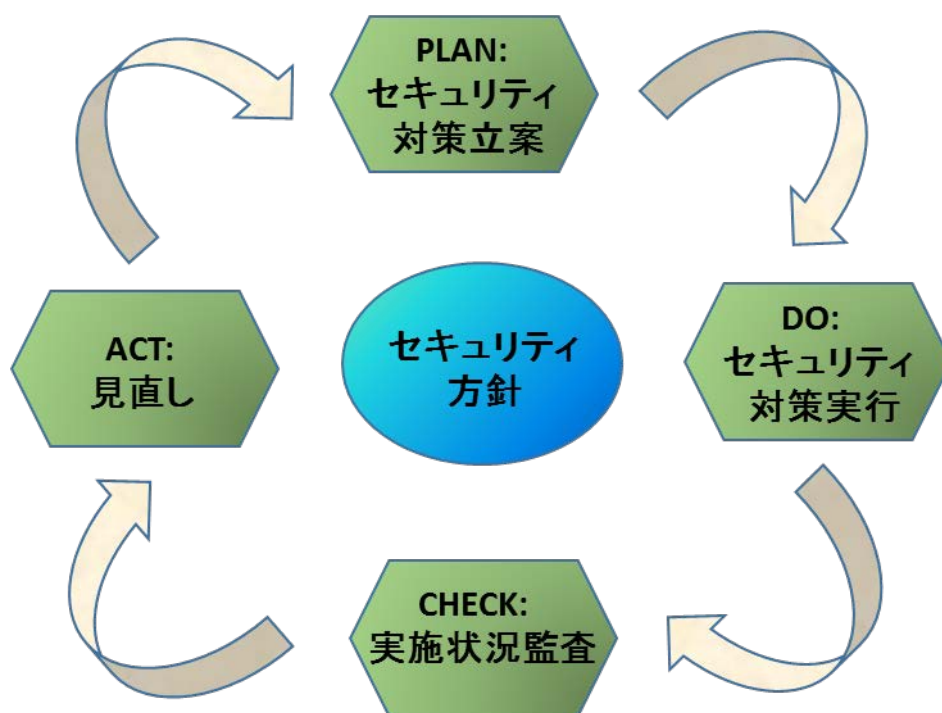 PLAN:
セキュリティ
対策立案
DO:
セキュリティ
対策実行
CHECK:
実施状況監査
ACT:
見直し
セキュリティ
方針